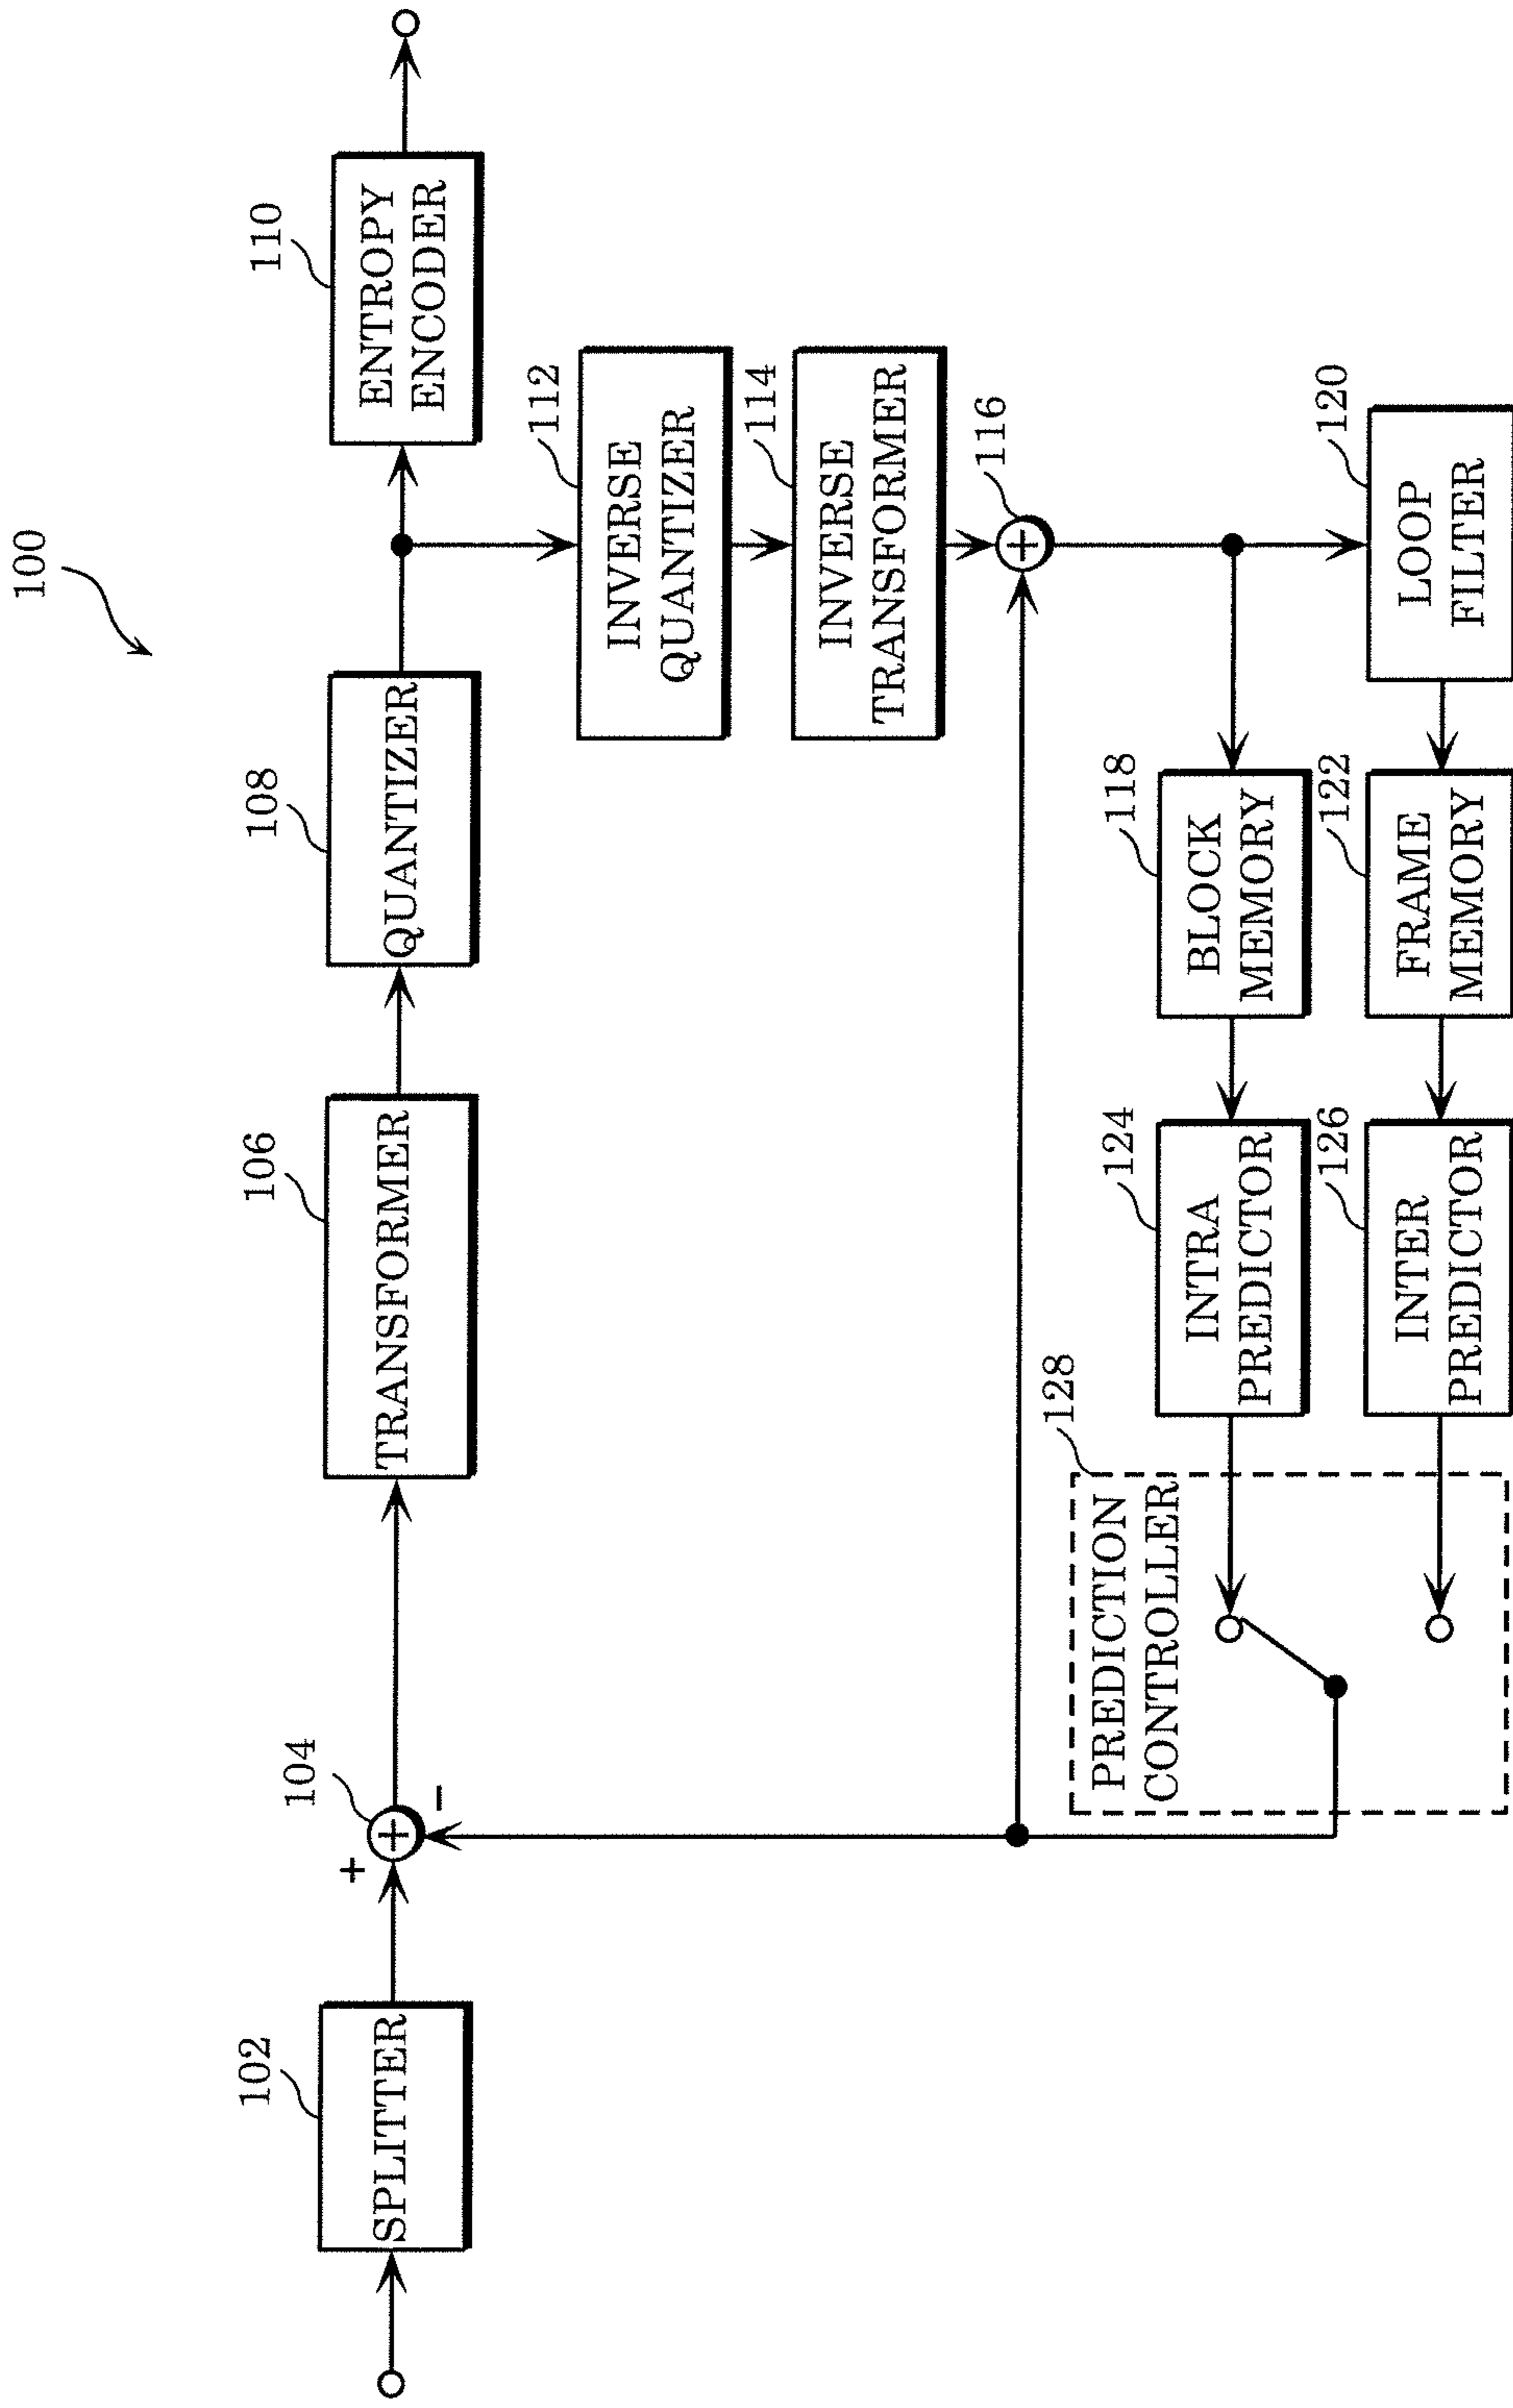 100
102
SPLITTER
104
+
−
106
TRANSFORMER
108
QUANTIZER
110
ENTROPY
ENCODER
112
INVERSE
QUANTIZER
114
INVERSE
TRANSFORMER
116
128
PREDICTION
CONTROLLER
124
INTRA
PREDICTOR
118
BLOCK
MEMORY
126
INTER
PREDICTOR
122
FRAME
MEMORY
120
LOOP
FILTER